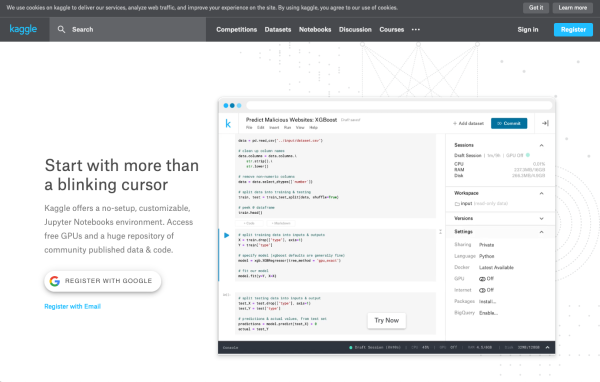 We use cookies on kaggle to deliver our services, analyze web traffic, and improve your experience on the site. By using kaggle, you agree to our use of cookies.
Got it
Learn more
kaggle
Search
Competitions
Datasets
Notebooks
Discussion
Courses
Sign in
Register
Start with more than
a blinking cursor
Kaggle offers a no-setup, customizable,
Jupyter Notebooks environment. Access
free GPUs and a huge repository of
community published data & code.
REGISTER WITH GOOGLE
Register with Email
k
Predict Malicious Websites: XGBoost
Draft saved
File Edit Insert Run View Help
+ Add dataset
Commit
data = pd.read_csv("../input/dataset.csv")
# clean up column names
data.columns = data.columns.\
str.strip().\
str.lower()
# remove non-numeric columns
data = data.select_dtypes(['number'])
# split data into training & testing
train, test = train_test_split(data, shuffle=True)
# peek @ dataframe
train.head()
# split training data into inputs & outputs
X = train.drop(["type"], axis=1)
Y = train["type"]
# specify model (xgboost defaults are generally fine)
model = xgb.XGBRegressor(tree_method = 'gpu_exact')
# fit our model
model.fit(y=Y, X=X)
# split testing data into inputs & output
test_X = test.drop(["type"], axis=1)
test_Y = test["type"]
# predictions & actual values, from test set
predictions = model.predict(test_X) > 0
actual = test_Y
Try Now
Sessions
Draft Session
GPU Off
CPU
RAM
Disk
Workspace
input (read-only data)
Versions
Settings
Sharing Private
Language Python
Docker Latest Available
GPU Off
Internet Off
Packages Install...
BigQuery Enable...
Console
Draft Session